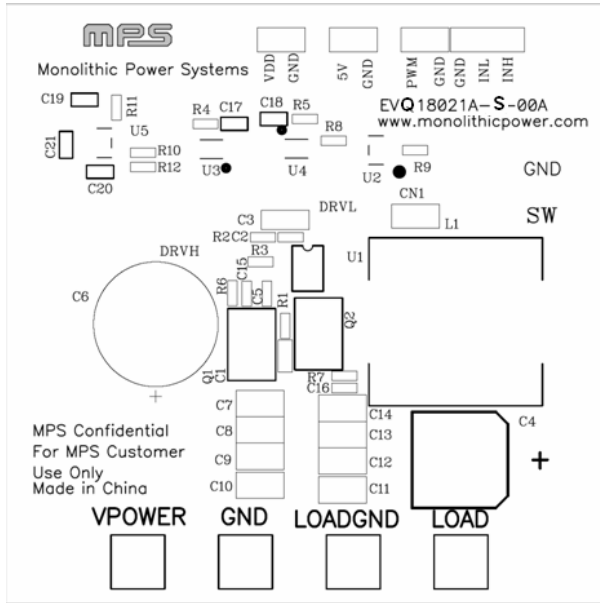 mps
Monolithic Power Systems
VDD
GND
5V
GND
PWM
GND
GND
INL
INH
EVQ18021A-S-00A
www.monolithicpower.com
C19
R11
R4
C17
C18
R5
U5
C21
R10
R12
C20
U3
U4
R8
U2
R9
GND
CN1
SW
L1
C3
DRVL
R2
C2
DRVH
R3
U1
C6
R6
C15
C5
R1
Q2
Q1
C1
R7
C16
C7
C8
C9
C10
C14
C13
C12
C11
C4
+
+
MPS Confidential
For MPS Customer
Use Only
Made in China
VPOWER
GND
LOADGND
LOAD